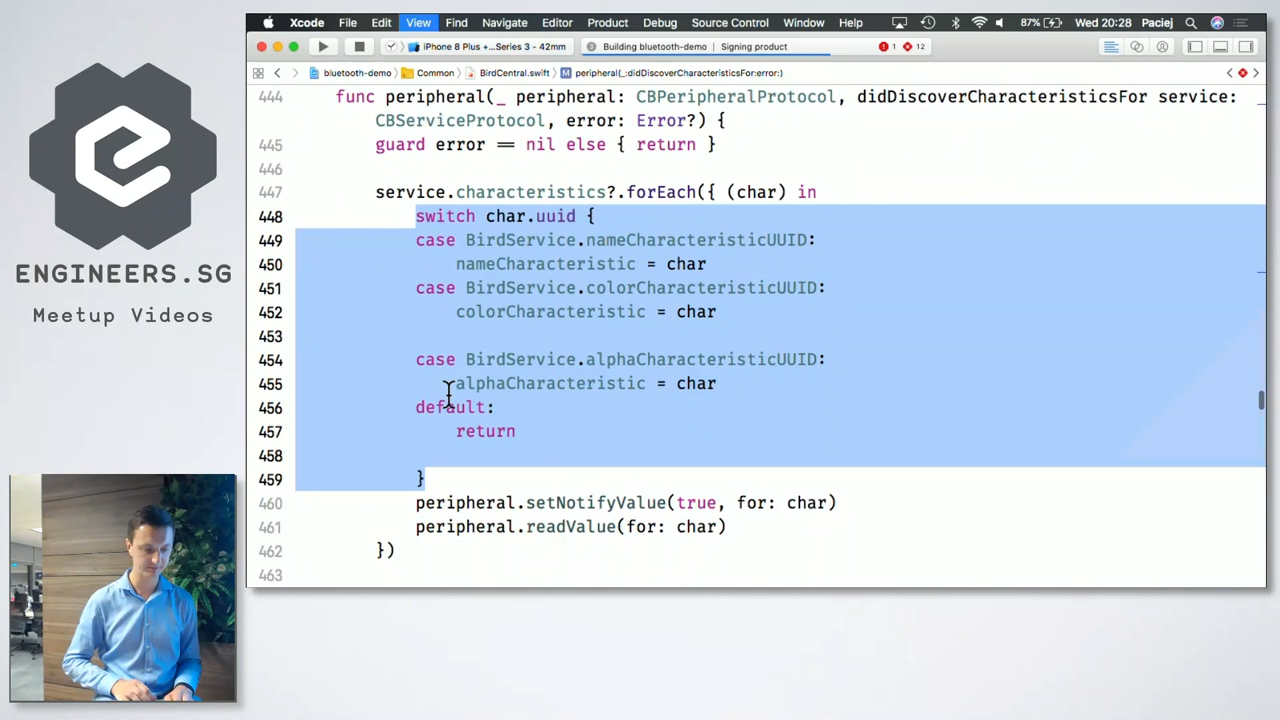 Xcode File Edit View Find Navigate Editor Product Debug Source Control Window Help 87% Wed 20:28 Paciej
iPhone 8 Plus +...Series 3 - 42mm Building bluetooth-demo | Signing product 1 12
bluetooth-demo Common BirdCentral.swift M peripheral(_:didDiscoverCharacteristicsFor:error:)
444 func peripheral(_ peripheral: CBPeripheralProtocol, didDiscoverCharacteristicsFor service:
CBServiceProtocol, error: Error?) {
445 guard error == nil else { return }
446
447 service.characteristics?.forEach({ (char) in
448 switch char.uuid {
449 case BirdService.nameCharacteristicUUID:
450 nameCharacteristic = char
451 case BirdService.colorCharacteristicUUID:
452 colorCharacteristic = char
453
454 case BirdService.alphaCharacteristicUUID:
455 alphaCharacteristic = char
456 default:
457 return
458
459 }
460 peripheral.setNotifyValue(true, for: char)
461 peripheral.readValue(for: char)
462 })
463
ENGINEERS.SG
Meetup Videos